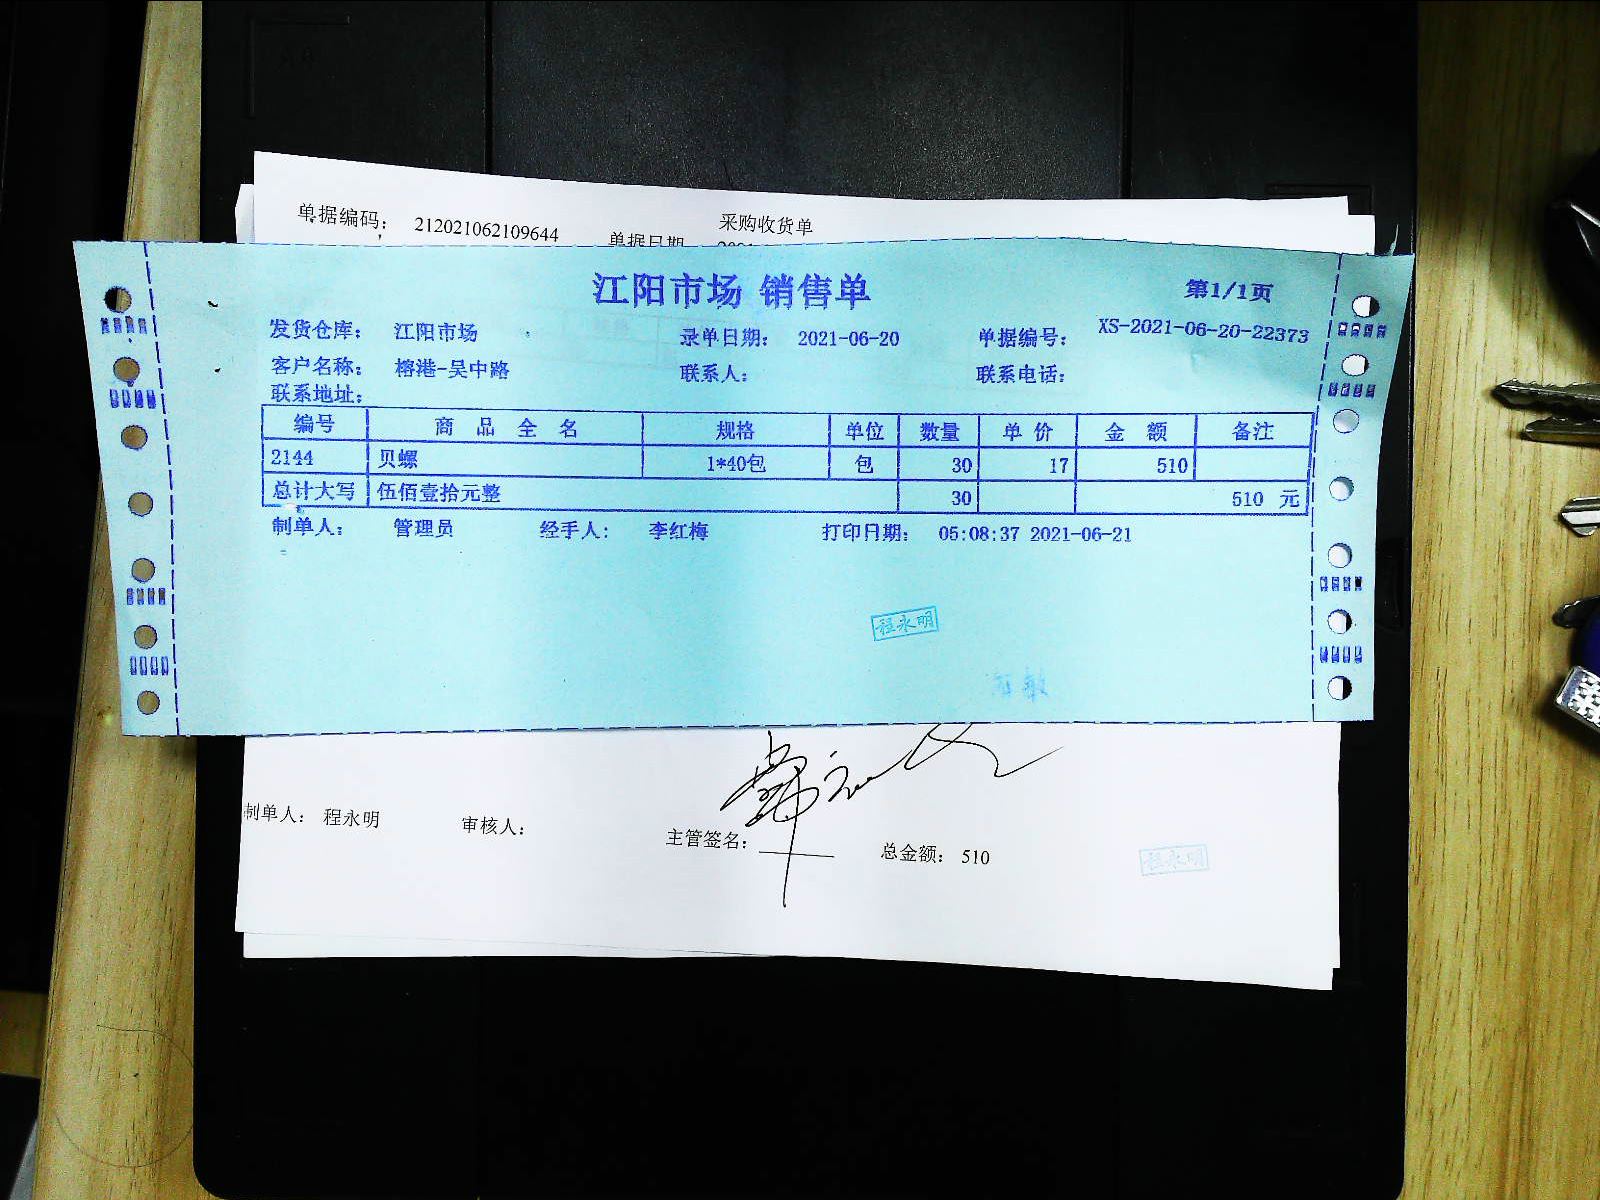 采购收货单
单据编码： 212021062109644 单据日期
江阳市场 销售单 第1/1页
发货仓库： 江阳市场 录单日期： 2021-06-20 单据编号： XS-2021-06-20-22373
客户名称： 榕港-吴中路 联系人： 联系电话：
联系地址：
编号 商品全名 规格 单位 数量 单价 金额 备注
2144 贝螺 1*40包 包 30 17 510
总计大写 伍佰壹拾元整 30 510 元
制单人： 管理员 经手人： 李红梅 打印日期： 05:08:37 2021-06-21
程永明
制单人： 程永明 审核人： 主管签名： 总金额： 510
程永明